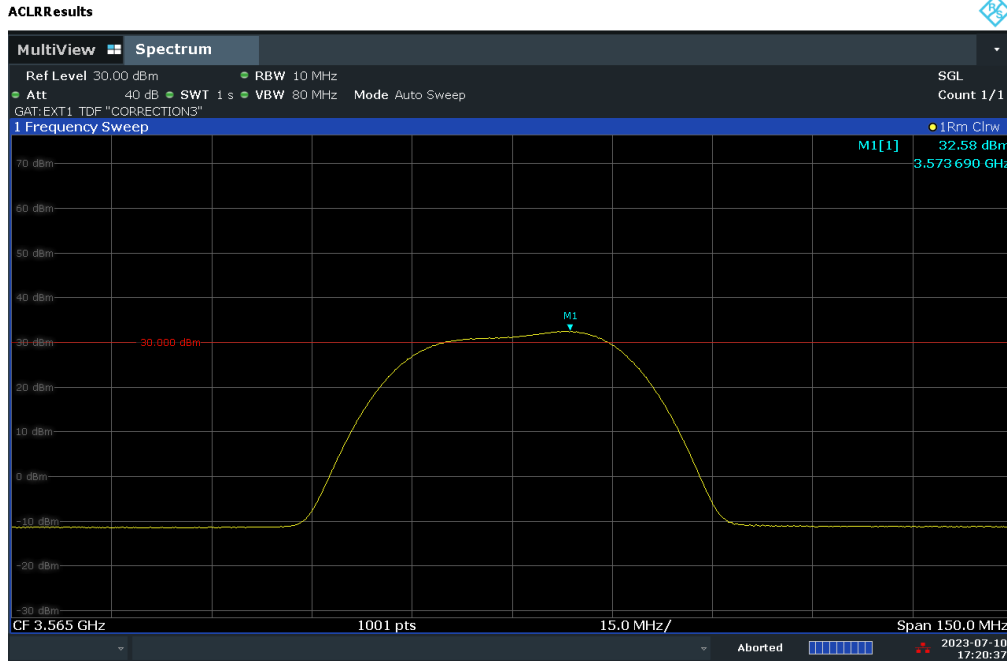 ACLRResults
R&S
MultiView Spectrum
Ref Level 30.00 dBm RBW 10 MHz SGL
Att 40 dB SWT 1 s VBW 80 MHz Mode Auto Sweep Count 1/1
GAT:EXT1 TDF "CORRECTION3"
1 Frequency Sweep 1Rm Clrw
M1[1] 32.58 dBm
3.573 690 GHz
70 dBm
60 dBm
50 dBm
40 dBm
M1
30 dBm 30.000 dBm
20 dBm
10 dBm
0 dBm
-10 dBm
-20 dBm
-30 dBm
CF 3.565 GHz 1001 pts 15.0 MHz/ Span 150.0 MHz
Aborted 2023-07-10
17:20:37